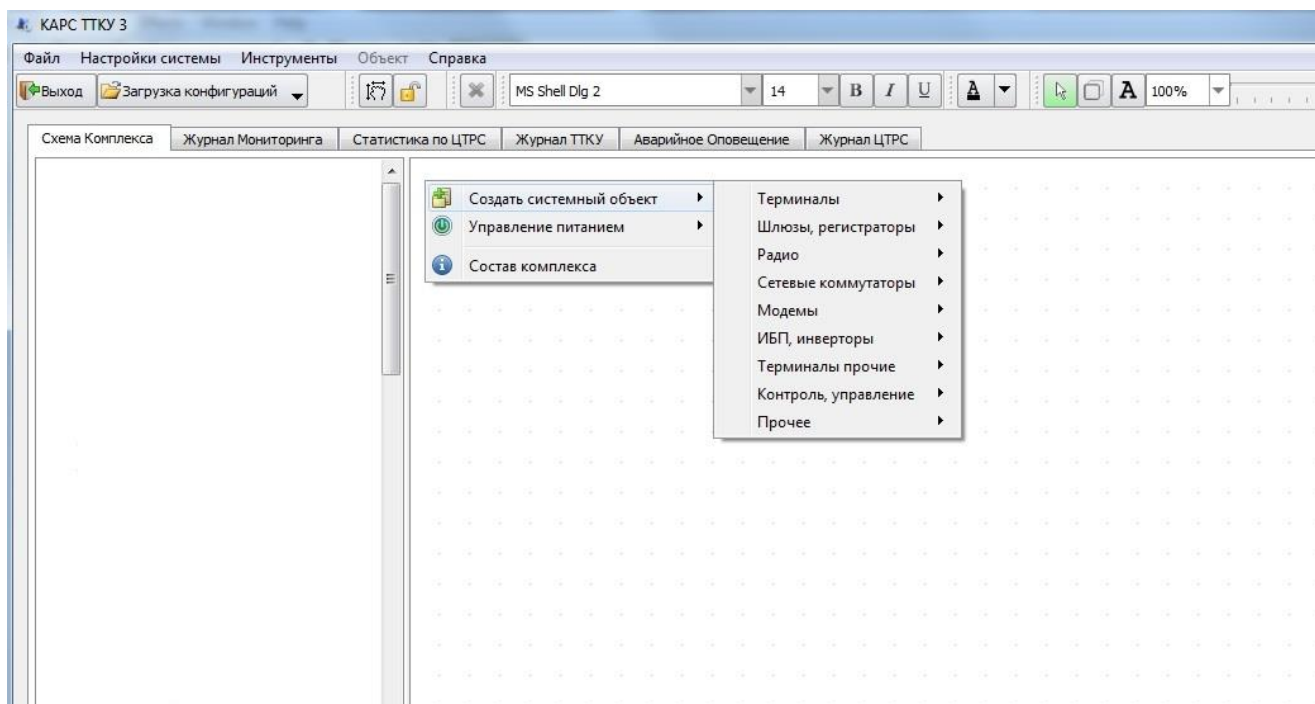 КАРС ТТКУ 3
Файл Настройки системы Инструменты Объект Справка
Выход Загрузка конфигураций MS Shell Dlg 2 14 B I U A A 100%
Схема Комплекса Журнал Мониторинга Статистика по ЦТРС Журнал ТТКУ Аварийное Оповещение Журнал ЦТРС
Создать системный объект
Управление питанием
Состав комплекса
Терминалы
Шлюзы, регистраторы
Радио
Сетевые коммутаторы
Модемы
ИБП, инверторы
Терминалы прочие
Контроль, управление
Прочее